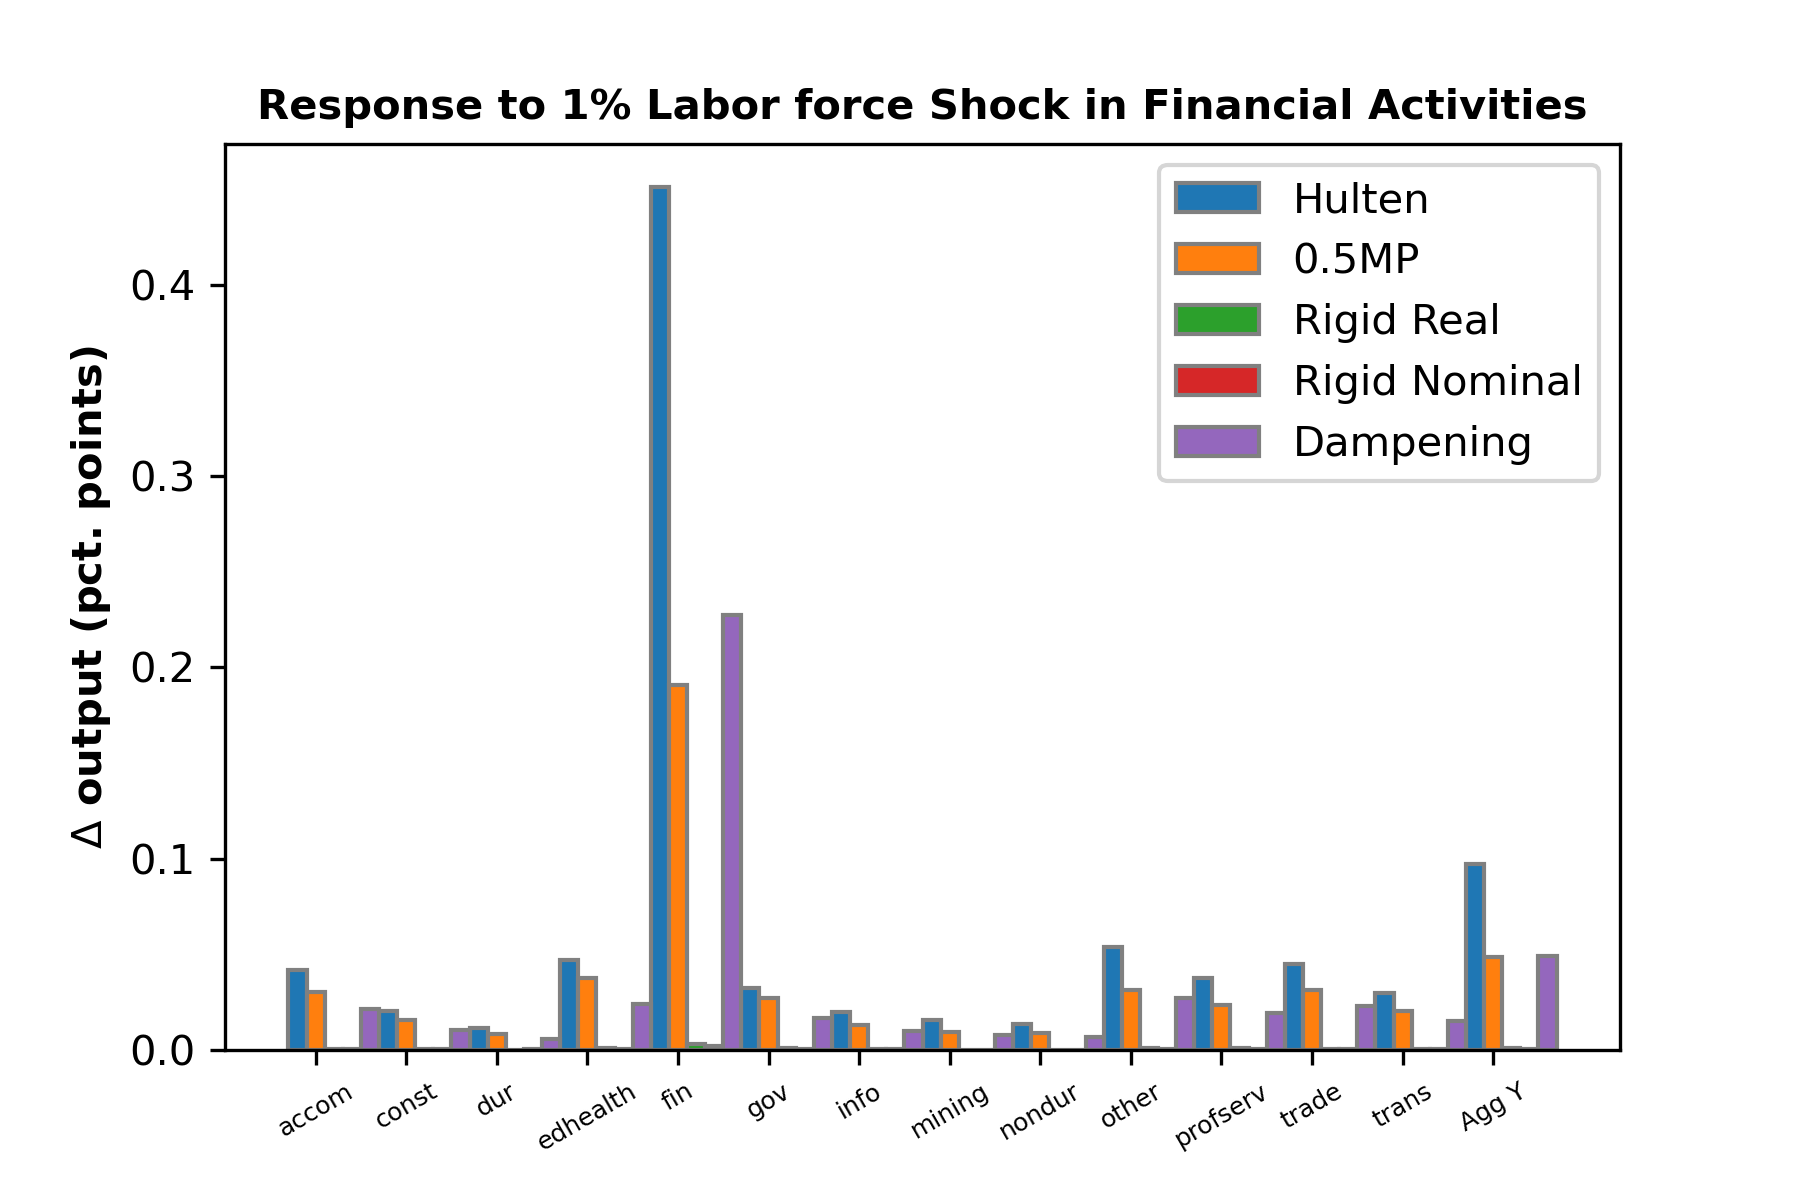 Response to 1% Labor force Shock in Financial Activities
Hulten
0.5MP
Rigid Real
Rigid Nominal
Dampening
Δ output (pct. points)
0.4
0.3
0.2
0.1
0.0
accom
const
dur
edhealth
fin
gov
info
mining
nondur
other
profserv
trade
trans
Agg Y